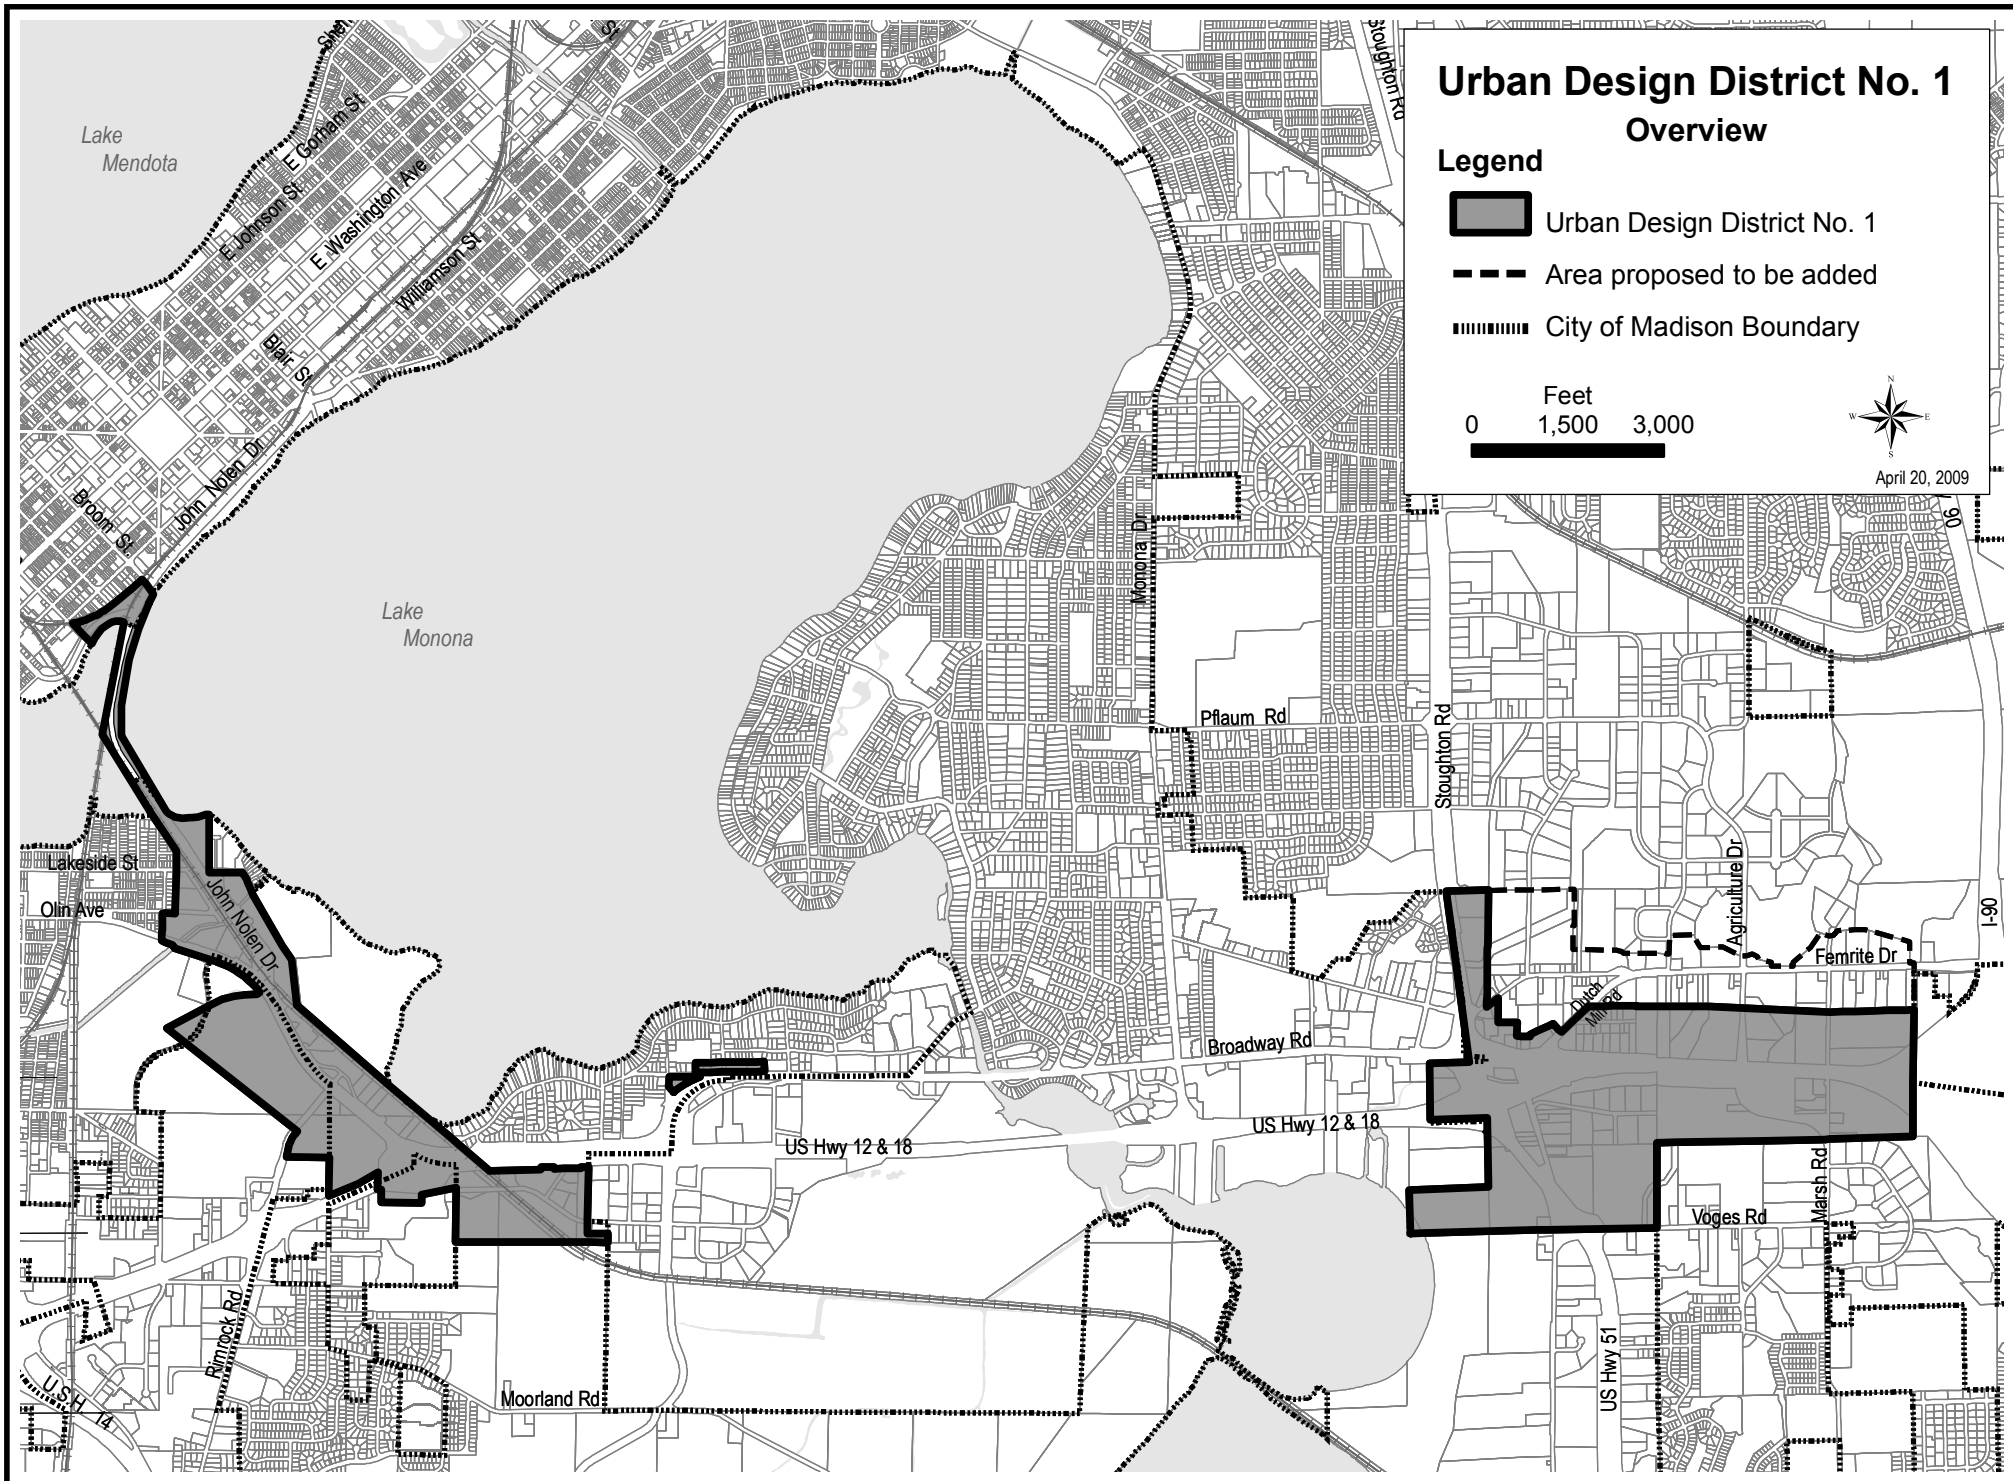 Urban Design District No. 1
Overview
Legend
Urban Design District No. 1
Area proposed to be added
City of Madison Boundary
Feet
0 1,500 3,000
N
W E
S
April 20, 2009
Lake
Mendota
E Gorham St
E Johnson St
E Washington Ave
Williamson St
Blair St
John Nolen Dr
Broom St.
St
Stoughton Rd
Lake
Monona
Monona Dr
Pflaum Rd
Stoughton Rd
I-90
Lakeside St
Olin Ave
John Nolen Dr
Agriculture Dr
Femrite Dr
Dutch
Mill Rd
Broadway Rd
US Hwy 12 & 18
US Hwy 12 & 18
Marsh Rd
Voges Rd
US Hwy 51
Rimrock Rd
Moorland Rd
U.S.H. 14